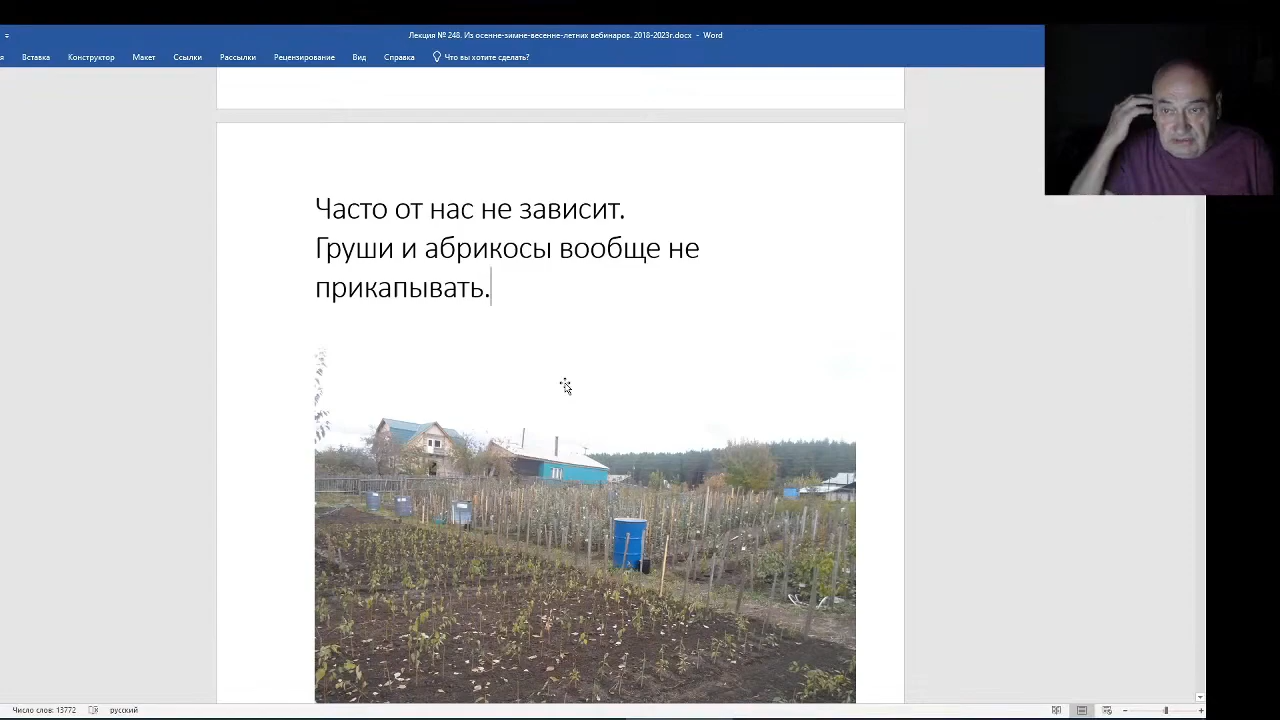 Лекция № 248. Из осенне-зимне-весенне-летних вебинаров. 2018-2023г.docx - Word
я Вставка Конструктор Макет Ссылки Рассылки Рецензирование Вид Справка Что вы хотите сделать?
Часто от нас не зависит.
Груши и абрикосы вообще не
прикапывать.
Число слов: 13772 русский